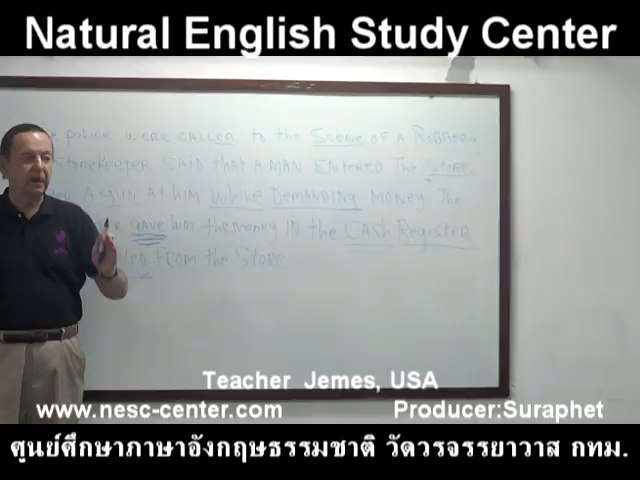 Natural English Study Center
police were called to the Scene of a Robbery
Storekeeper said that a man entered the Store.
a gun at him while Demanding money. The
gave him the money in the Cash Register
from the Store
Teacher Jemes, USA
www.nesc-center.com
Producer:Suraphet
ศูนย์ศึกษาภาษาอังกฤษธรรมชาติ วัดวรจรรยาวาส กทม.